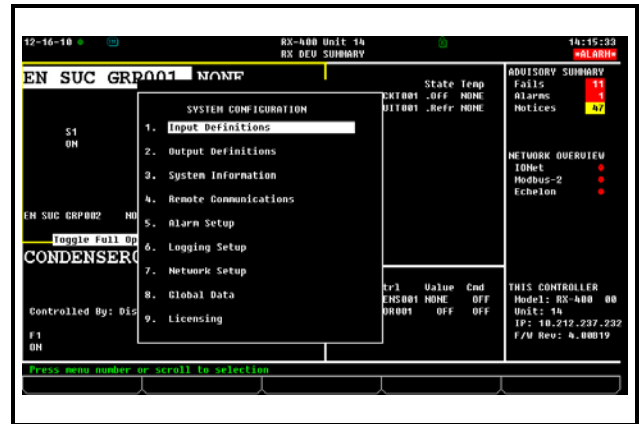 12-16-10 RX-400 Unit 14 14:15:33
RX DEV SUMMARY *ALARM*
EN SUC GRP001 NONE
ADVISORY SUMMARY
State Temp
Fails 11
CKT001 .OFF NONE
Alarms 1
UIT001 .Refr NONE
Notices 47
SYSTEM CONFIGURATION
1. Input Definitions
2. Output Definitions
3. System Information
4. Remote Communications
5. Alarm Setup
6. Logging Setup
7. Network Setup
8. Global Data
9. Licensing
S1
ON
NETWORK OVERVIEW
IONet
Modbus-2
Echelon
EN SUC GRP002 NO
Toggle Full Op
CONDENSER
trl Value Cmd
ENS001 NONE OFF
OR001 OFF OFF
Controlled By: Dis
F1
ON
THIS CONTROLLER
Model: RX-400 00
Unit: 14
IP: 10.212.237.232
F/W Rev: 4.00B19
Press menu number or scroll to selection